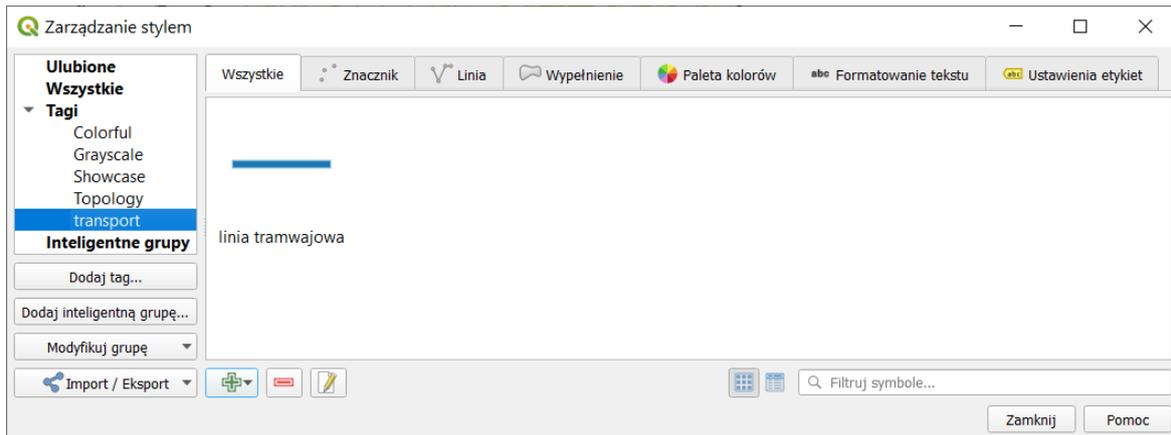 Zarządzanie stylem
Ulubione
Wszystkie
Tagi
Colorful
Grayscale
Showcase
Topology
transport
Inteligentne grupy
Dodaj tag...
Dodaj inteligentną grupę...
Modyfikuj grupę
Import / Eksport
Wszystkie
Znacznik
Linia
Wypełnienie
Paleta kolorów
abc Formatowanie tekstu
abc Ustawienia etykiet
linia tramwajowa
Filtruj symbole...
Zamknij
Pomoc